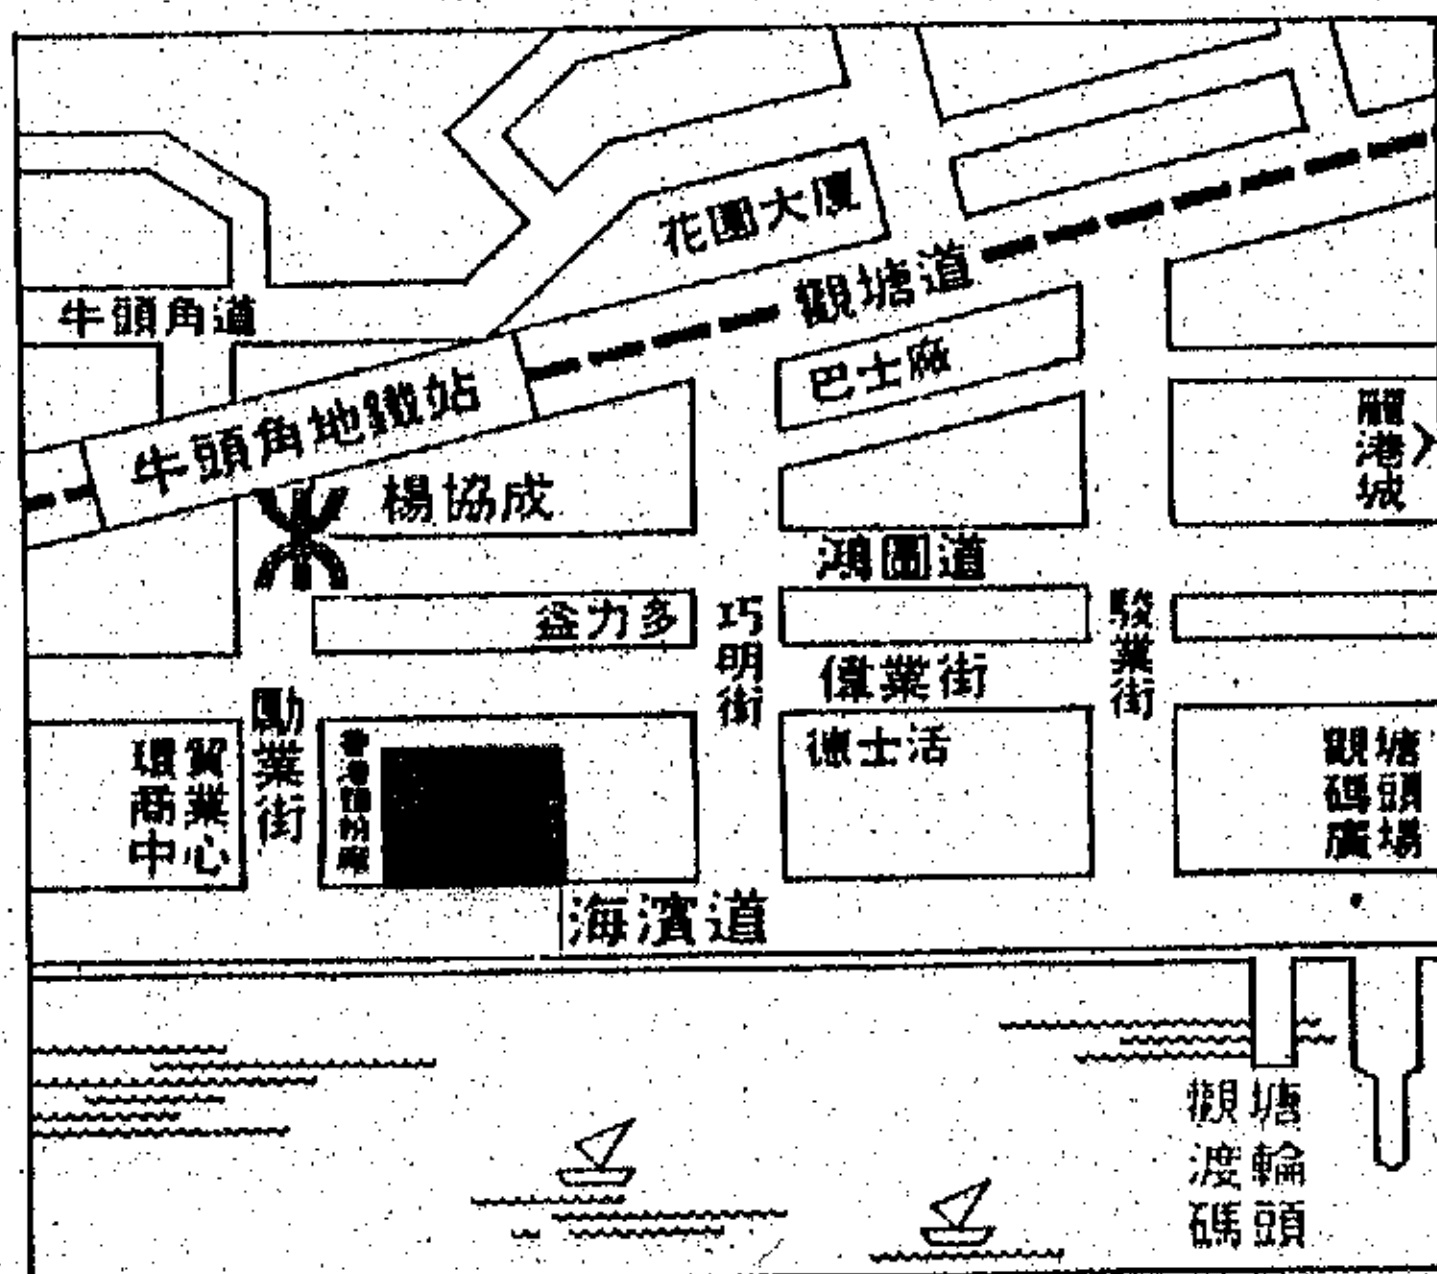 花園大廈
觀塘道
牛頭角道
巴士廠
牛頭角地鐵站
麗港城
楊協成
鴻圖道
益力多
巧明街
駿業街
偉業街
勵業街
德士活
環貿
商業
中心
觀塘
碼頭
廣場
海濱道
觀塘
渡輪
碼頭